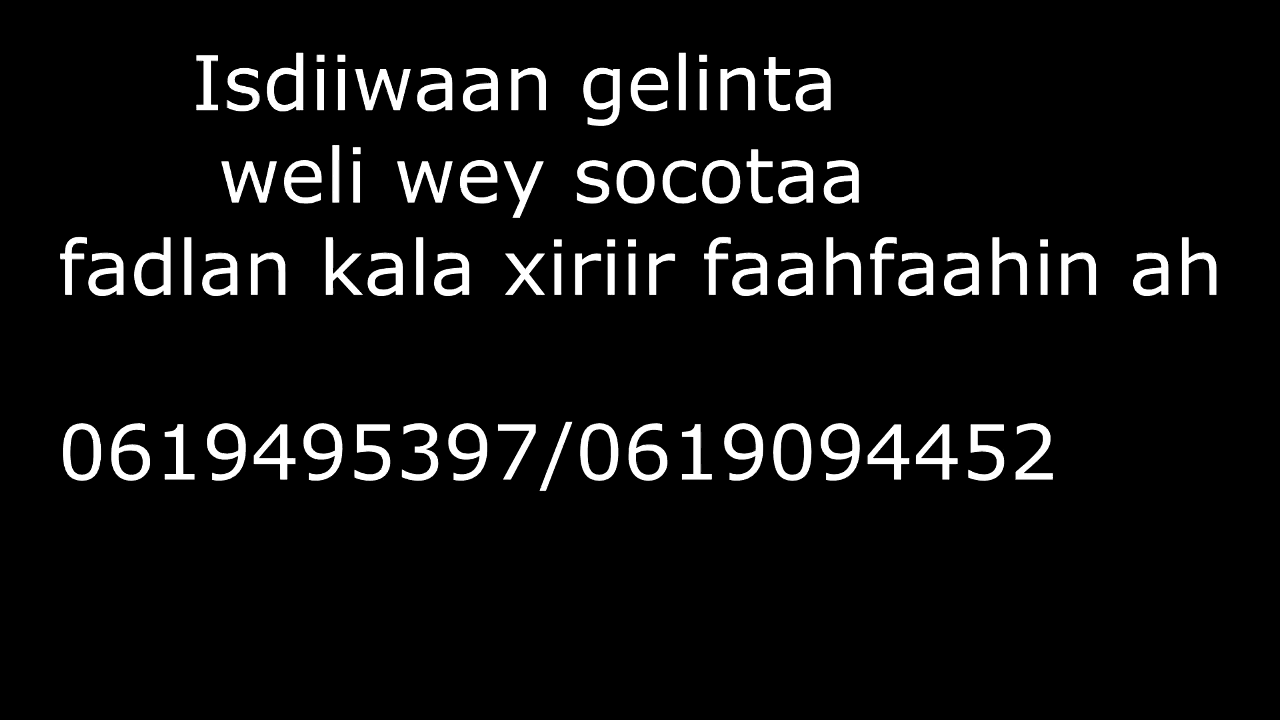 Isdiiwaan gelinta
weli wey socotaa
fadlan kala xiriir faahfaahin ah
0619495397/0619094452